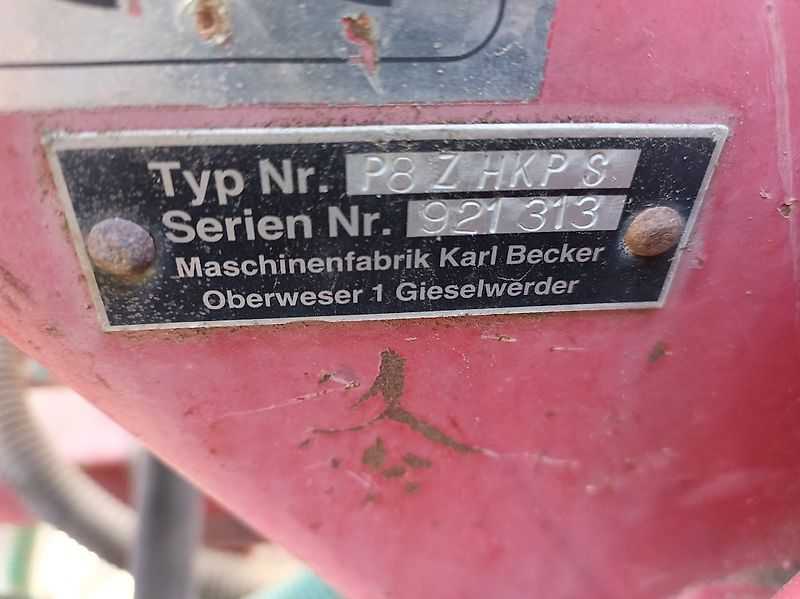 Typ Nr. P8 Z HKP S
Serien Nr. 921 313
Maschinenfabrik Karl Becker
Oberweser 1 Gieselwerder